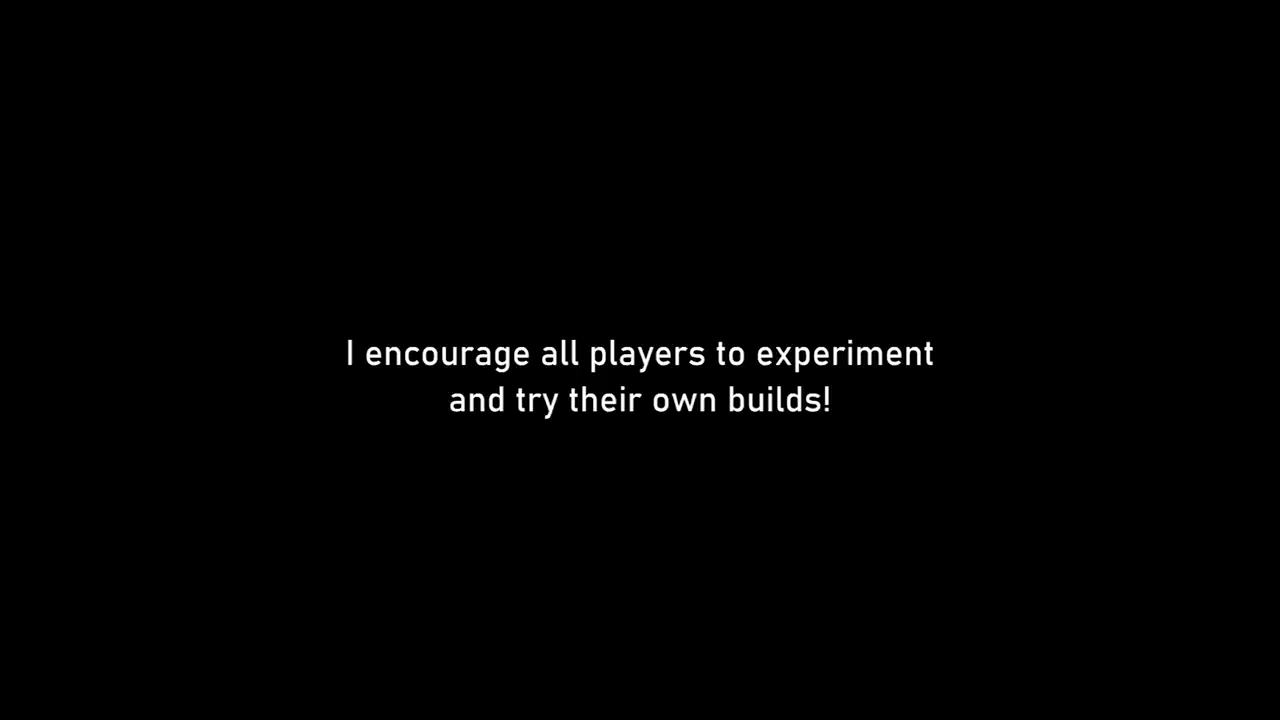 I encourage all players to experiment
and try their own builds!